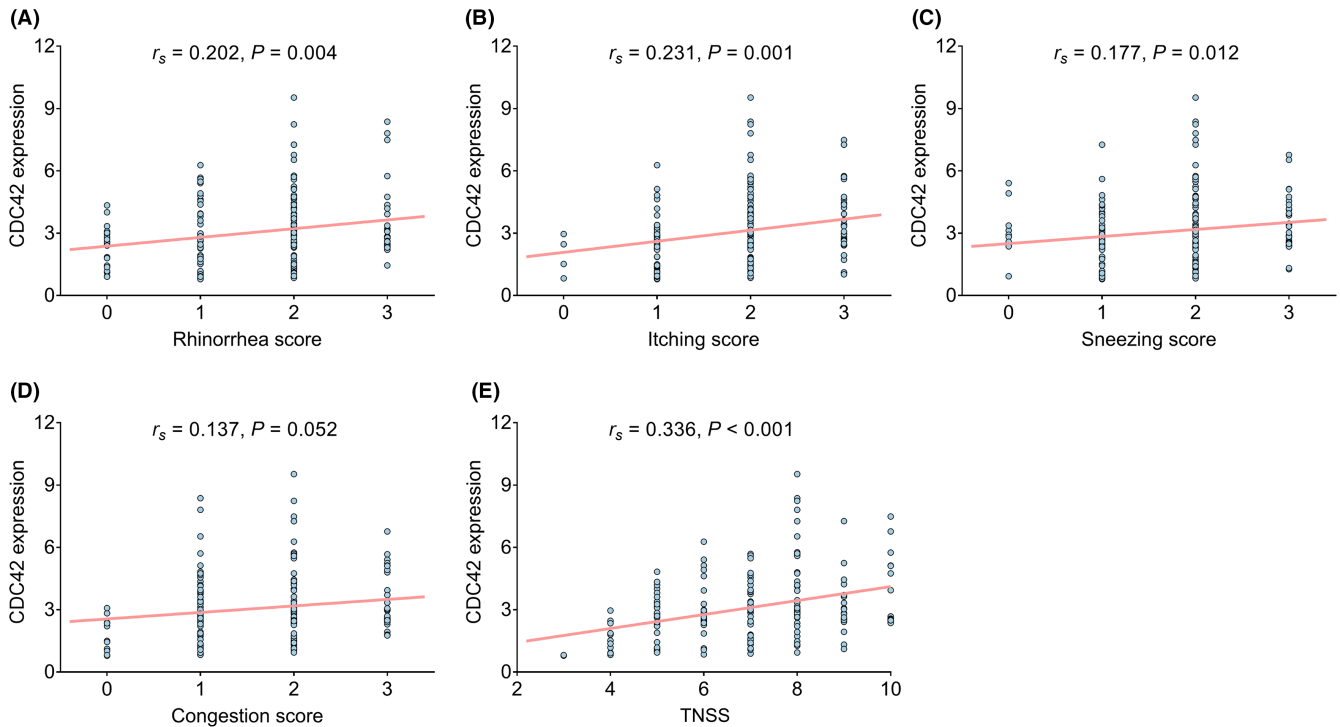 (A)
r_s = 0.202, P = 0.004
12
9
6
3
0
CDC42 expression
0 1 2 3
Rhinorrhea score
(B)
r_s = 0.231, P = 0.001
12
9
6
3
0
CDC42 expression
0 1 2 3
Itching score
(C)
r_s = 0.177, P = 0.012
12
9
6
3
0
CDC42 expression
0 1 2 3
Sneezing score
(D)
r_s = 0.137, P = 0.052
12
9
6
3
0
CDC42 expression
0 1 2 3
Congestion score
(E)
r_s = 0.336, P < 0.001
12
9
6
3
0
CDC42 expression
2 4 6 8 10
TNSS